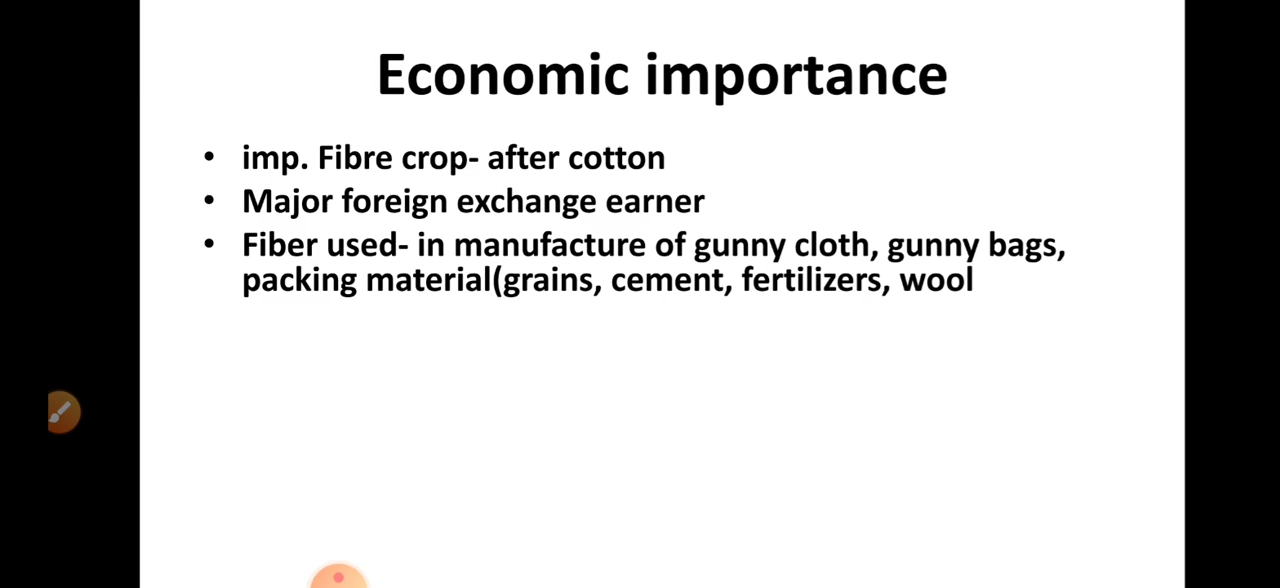 Economic importance
• imp. Fibre crop- after cotton
• Major foreign exchange earner
• Fiber used- in manufacture of gunny cloth, gunny bags,
packing material(grains, cement, fertilizers, wool